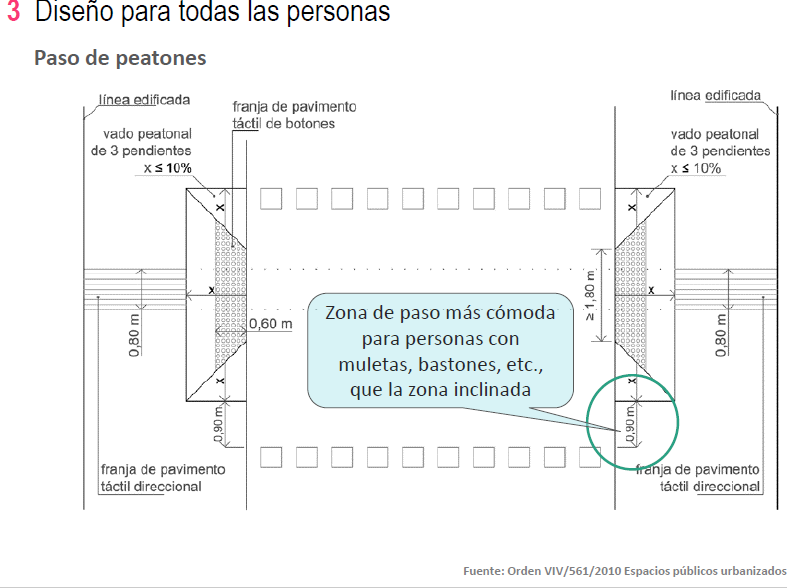 3 Diseño para todas las personas
Paso de peatones
línea edificada
franja de pavimento
táctil de botones
vado peatonal
de 3 pendientes
x ≤ 10%
línea edificada
vado peatonal
de 3 pendientes
x ≤ 10%
x
x
x
x
≥ 1,80 m
0,80 m
0,60 m
0,80 m
Zona de paso más cómoda
para personas con
muletas, bastones, etc.,
que la zona inclinada
x
x
0,90 m
0,90 m
franja de pavimento
táctil direccional
franja de pavimento
táctil direccional
Fuente: Orden VIV/561/2010 Espacios públicos urbanizados